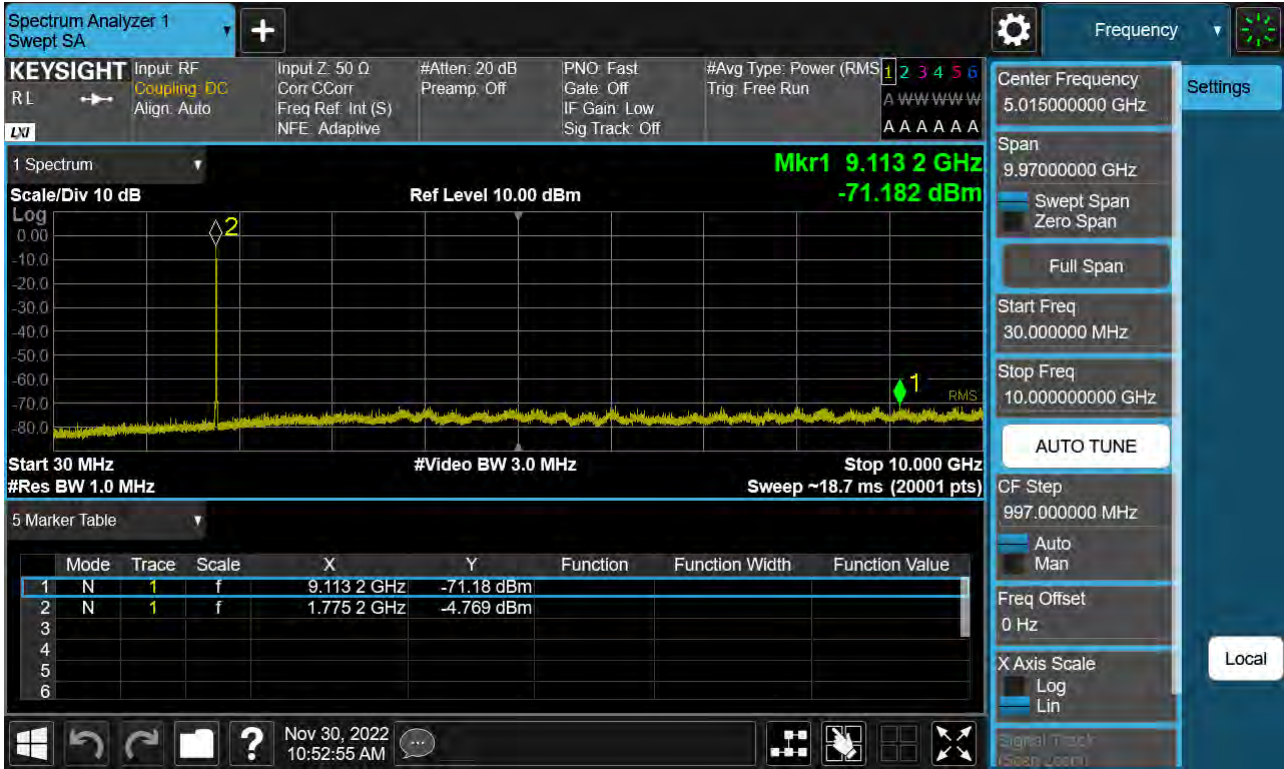 Spectrum Analyzer 1
Swept SA
Frequency
KEYSIGHT
RL
LXI
Input: RF
Coupling: DC
Align: Auto
Input Z: 50 Ω
Corr CCorr
Freq Ref: Int (S)
NFE: Adaptive
#Atten: 20 dB
Preamp: Off
PNO: Fast
Gate: Off
IF Gain: Low
Sig Track: Off
#Avg Type: Power (RMS
Trig: Free Run
1 2 3 4 5 6
A W W W W W
A A A A A A
1 Spectrum
Mkr1 9.113 2 GHz
Scale/Div 10 dB
Ref Level 10.00 dBm
-71.182 dBm
Log
0.00
-10.0
-20.0
-30.0
-40.0
-50.0
-60.0
-70.0
-80.0
2
1
RMS
Start 30 MHz
#Video BW 3.0 MHz
Stop 10.000 GHz
#Res BW 1.0 MHz
Sweep ~18.7 ms (20001 pts)
5 Marker Table
Mode Trace Scale X Y Function Function Width Function Value
1 N 1 f 9.113 2 GHz -71.18 dBm
2 N 1 f 1.775 2 GHz -4.769 dBm
3
4
5
6
Nov 30, 2022
10:52:55 AM
Center Frequency
5.015000000 GHz
Span
9.97000000 GHz
Swept Span
Zero Span
Full Span
Start Freq
30.000000 MHz
Stop Freq
10.000000000 GHz
AUTO TUNE
CF Step
997.000000 MHz
Auto
Man
Freq Offset
0 Hz
X Axis Scale
Log
Lin
Signal Track
(Span Zoom)
Settings
Local